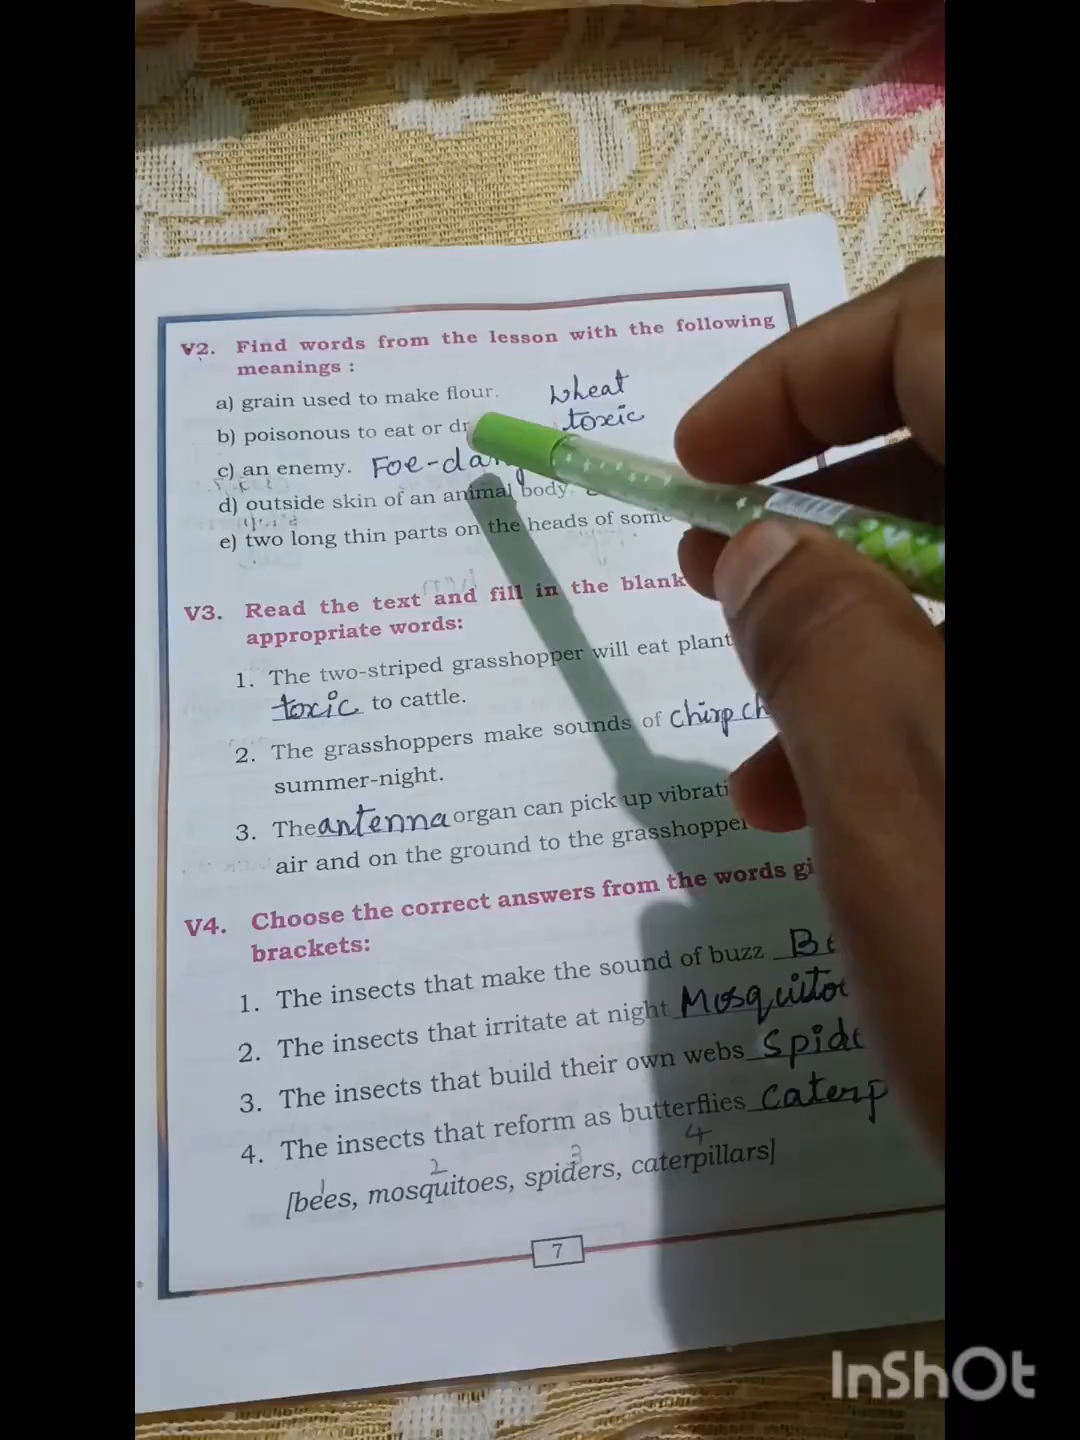 V2. Find words from the lesson with the following
meanings :
a) grain used to make flour. wheat
b) poisonous to eat or toxic
c) an enemy. Foe-
d) outside skin of an animal body.
e) two long thin parts on the heads of some
V3. Read the text and fill in the blank
appropriate words:
1. The two-striped grasshopper will eat plant
toxic to cattle.
2. The grasshoppers make sounds of chirp
summer-night.
3. The antenna organ can pick up
air and on the ground to the grasshopper
V4. Choose the correct answers from the words
brackets:
1. The insects that make the sound of buzz
2. The insects that irritate at night
3. The insects that build their own webs
4. The insects that reform as butterflies
1 2 3 4
[bees, mosquitoes, spiders, caterpillars]
7
InShOt